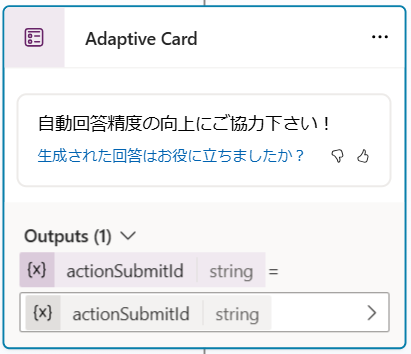 Adaptive Card
自動回答精度の向上にご協力下さい！
生成された回答はお役に立ちましたか？
Outputs (1)
{x} actionSubmitId string =
{x} actionSubmitId string